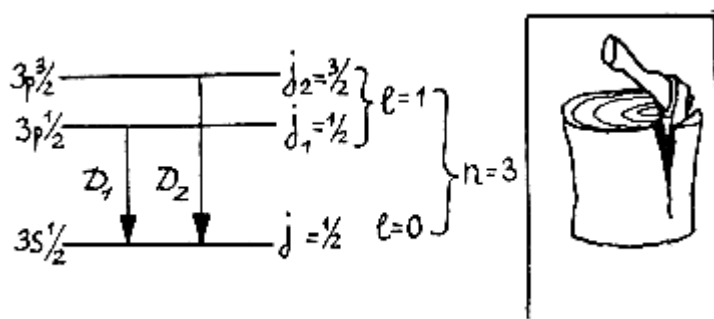 3p3/2 j2=3/2
3p1/2 j1=1/2 ℓ=1
D1 D2 n=3
3S1/2 j=1/2 ℓ=0